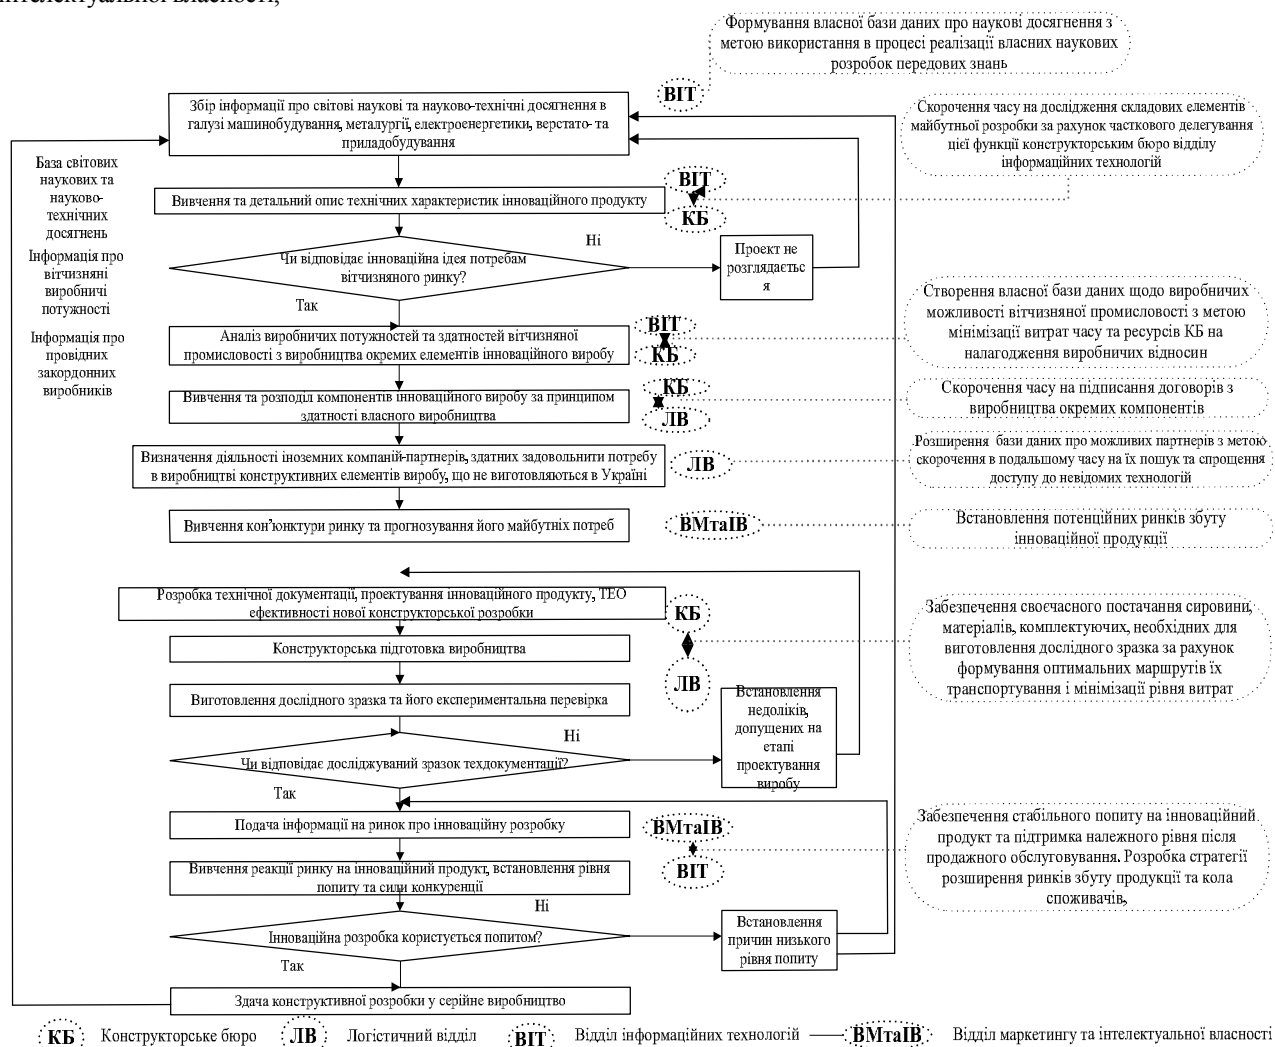 інтелектуальної власності,
Формування власної бази даних про наукові досягнення з
метою використання в процесі реалізації власних наукових
розробок передових знань
ВІТ
Збір інформації про світові наукові та науково-технічні досягнення в
галузі машинобудування, металургії, електроенергетики, верстато- та
приладобудування
Скорочення часу на дослідження складових елементів
майбутньої розробки за рахунок часткового делегування
цієї функції конструкторським бюро відділу
інформаційних технологій
База світових
наукових та
науково-
технічних
досягнень
ВІТ
Вивчення та детальний опис технічних характеристик інноваційного продукту
КБ
Ні
Чи відповідає інноваційна ідея потребам
вітчизняного ринку?
Проект не
розглядаєтьс
я
Інформація про
вітчизняні
виробничі
потужності
Так
Створення власної бази даних щодо виробничих
можливості вітчизняної промисловості з метою
мінімізації витрат часу та ресурсів КБ на
налагодження виробничих відносин
ВІТ
Аналіз виробничих потужностей та здатностей вітчизняної
промисловості з виробництва окремих елементів інноваційного виробу
КБ
Інформація про
провідних
закордонних
виробників
КБ
Вивчення та розподіл компонентів інноваційного виробу за принципом
здатності власного виробництва
ЛВ
Скорочення часу на підписання договорів з
виробництва окремих компонентів
Визначення діяльності іноземних компаній-партнерів, здатних задовольнити потребу
в виробництві конструктивних елементів виробу, що не виготовляються в Україні
ЛВ
Розширення бази даних про можливих партнерів з метою
скорочення в подальшому часу на їх пошук та спрощення
доступу до невідомих технологій
Вивчення кон'юнктури ринку та прогнозування його майбутніх потреб
ВМтаІВ
Встановлення потенційних ринків збуту
інноваційної продукції
Розробка технічної документації, проектування інноваційного продукту, ТЕО
ефективності нової конструкторської розробки
КБ
Забезпечення своєчасного постачання сировини,
матеріалів, комплектуючих, необхідних для
виготовлення дослідного зразка за рахунок
формування оптимальних маршрутів їх
транспортування і мінімізації рівня витрат
Конструкторська підготовка виробництва
ЛВ
Виготовлення дослідного зразка та його експериментальна перевірка
Встановлення
недоліків,
допущених на
етапі
проектування
виробу
Ні
Чи відповідає досліджуваний зразок техдокументації?
Так
Подача інформації на ринок про інноваційну розробку
ВМтаІВ
ВІТ
Забезпечення стабільного попиту на інноваційний
продукт та підтримка належного рівня після
продажного обслуговування. Розробка стратегії
розширення ринків збуту продукції та кола
споживачів,
Вивчення реакції ринку на інноваційний продукт, встановлення рівня
попиту та сили конкуренції
Ні
Інноваційна розробка користується попитом?
Встановлення
причин низького
рівня попиту
Так
Здача конструктивної розробки у серійне виробництво
КБ Конструкторське бюро ЛВ Логістичний відділ ВІТ Відділ інформаційних технологій ВМтаІВ Відділ маркетингу та інтелектуальної власності